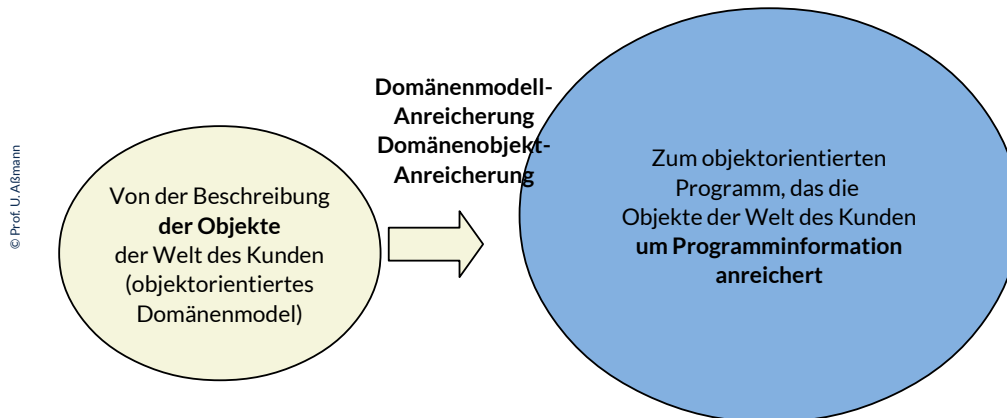 © Prof. U. Aßmann
Von der Beschreibung
der Objekte
der Welt des Kunden
(objektorientiertes
Domänenmodel)
Domänenmodell-
Anreicherung
Domänenobjekt-
Anreicherung
Zum objektorientierten
Programm, das die
Objekte der Welt des Kunden
um Programminformation
anreichert